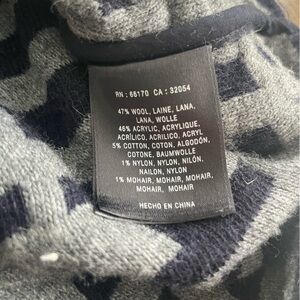 RN : 66170 CA : 32054
47% WOOL, LAINE, LANA,
LANA, WOLLE
46% ACRYLIC, ACRYLIQUE,
ACRÍLICO, ACRILICO, ACRYL
5% COTTON, COTON, ALGODÓN,
COTONE, BAUMWOLLE
1% NYLON, NYLON, NILÓN,
NAILON, NYLON
1% MOHAIR, MOHAIR, MOHAIR,
MOHAIR, MOHAIR
HECHO EN CHINA